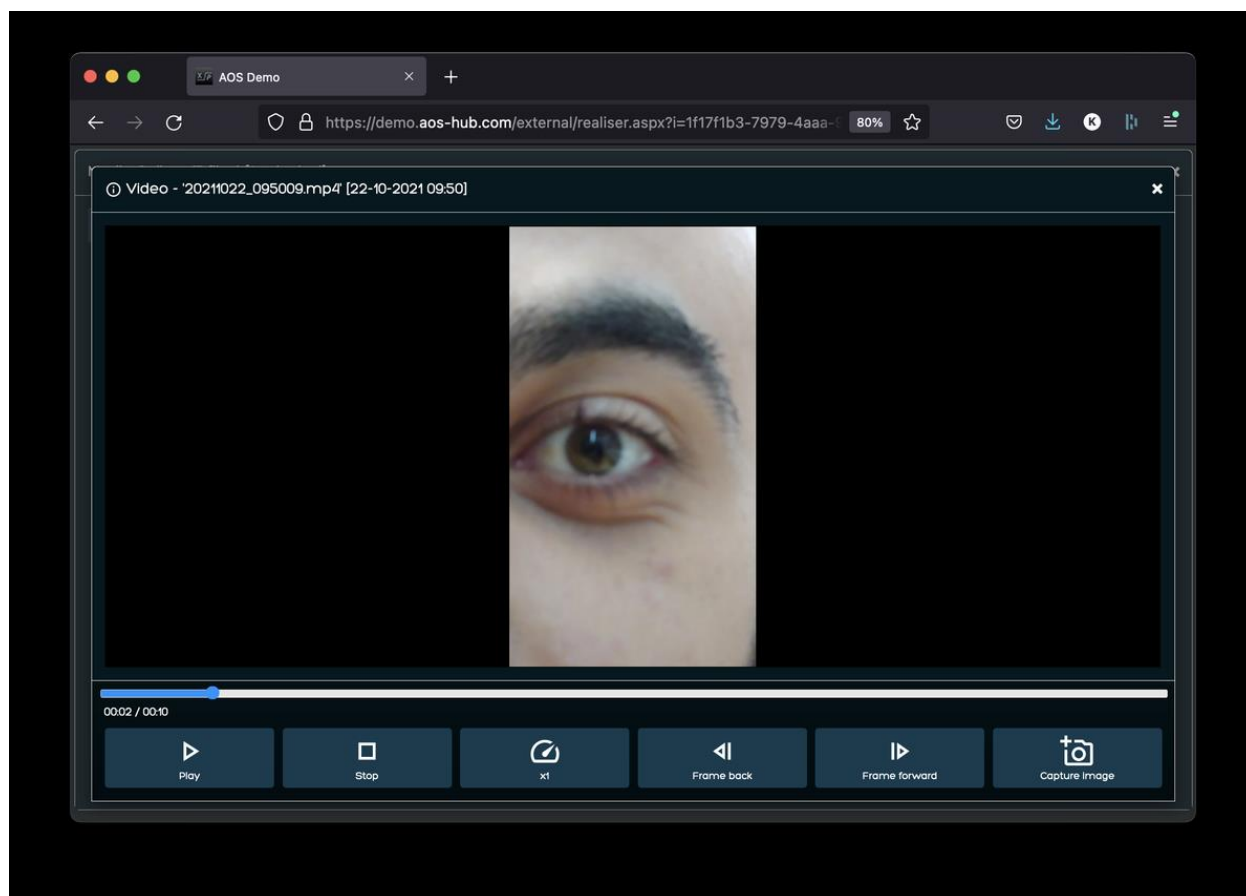 AOS Demo
https://demo.aos-hub.com/external/realiser.aspx?i=1f17f1b3-7979-4aaa- 80%
K
Video - '20211022_095009.mp4' [22-10-2021 09:50]
00:02 / 00:10
Play Stop x1 Frame back Frame forward Capture Image